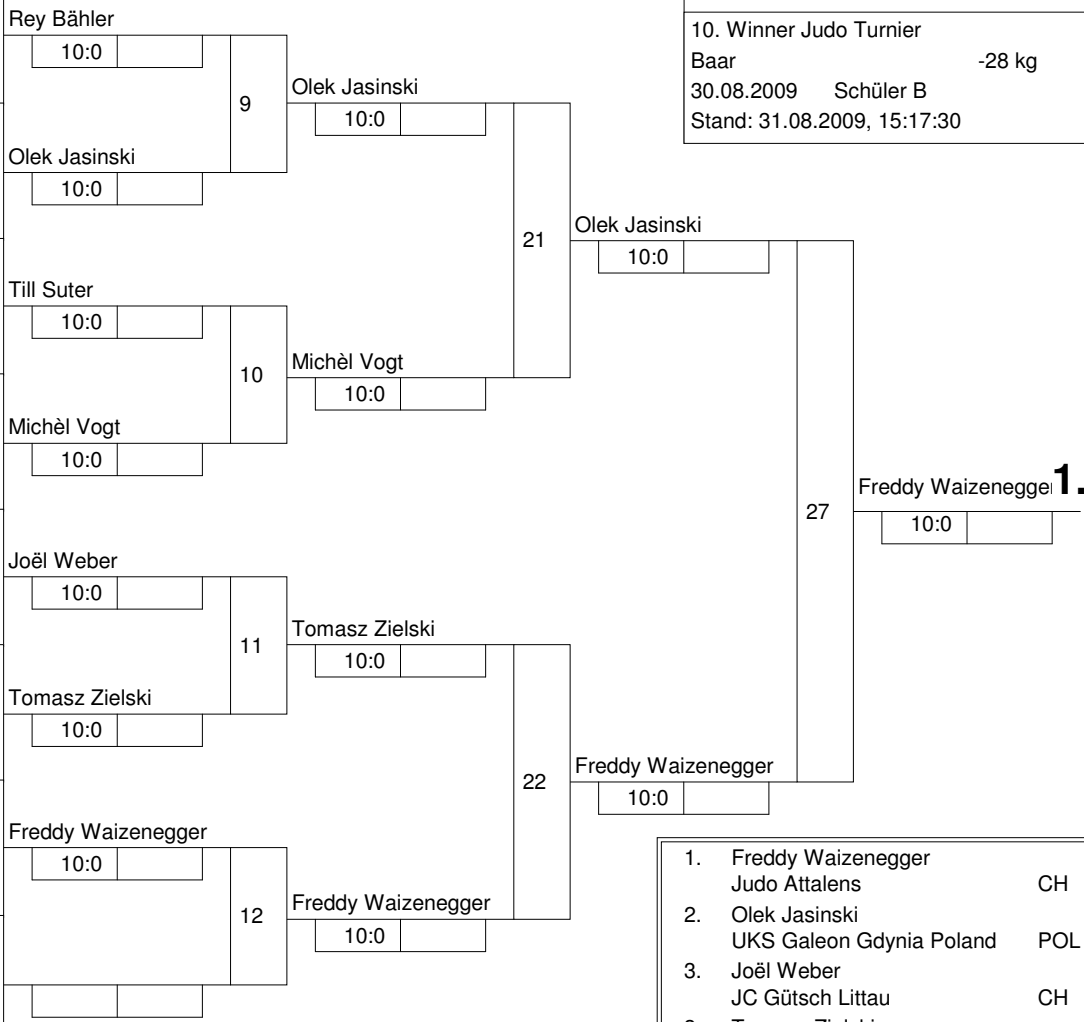 Rey Bähler
10:0
10. Winner Judo Turnier
Baar -28 kg
30.08.2009 Schüler B
Stand: 31.08.2009, 15:17:30
9
Olek Jasinski
10:0
Olek Jasinski
10:0
21
Olek Jasinski
10:0
Till Suter
10:0
10
Michèl Vogt
10:0
Michèl Vogt
10:0
27
Freddy Waizenegger 1.
10:0
Joël Weber
10:0
11
Tomasz Zielski
10:0
Tomasz Zielski
10:0
22
Freddy Waizenegger
10:0
Freddy Waizenegger
10:0
12
Freddy Waizenegger
10:0
1. Freddy Waizenegger
Judo Attalens CH
2. Olek Jasinski
UKS Galeon Gdynia Poland POL
3. Joël Weber
JC Gütsch Littau CH